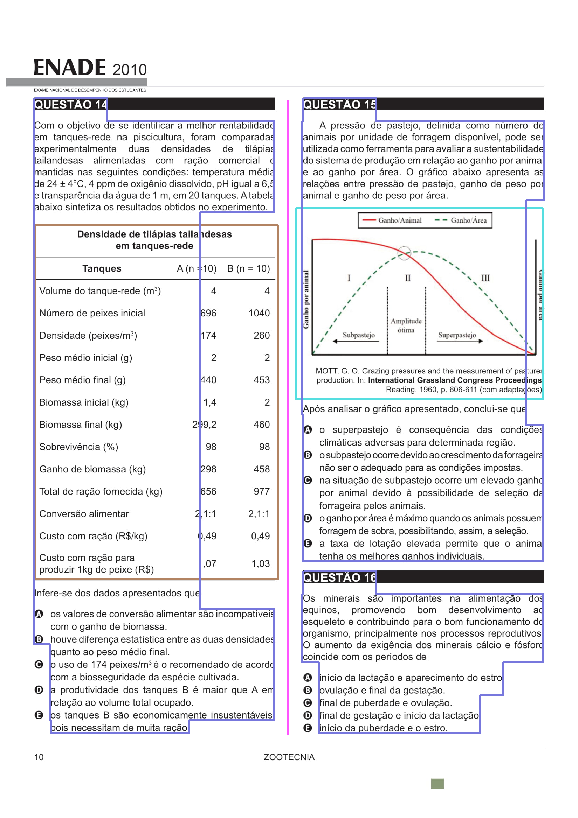 ENADE 2010
EXAME NACIONAL DE DESEMPENHO DOS ESTUDANTES
QUESTÃO 14
Com o objetivo de se identificar a melhor rentabilidade
em tanques-rede na piscicultura, foram comparadas
experimentalmente duas densidades de tilápias
tailandesas alimentadas com ração comercial e
mantidas nas seguintes condições: temperatura média
de 24 ± 4°C, 4 ppm de oxigênio dissolvido, pH igual a 6,5
e transparência da água de 1 m, em 20 tanques. A tabela
abaixo sintetiza os resultados obtidos no experimento.
Densidade de tilápias tailandesas
em tanques-rede
Tanques A (n =10) B (n = 10)
Volume do tanque-rede (m³) 4 4
Número de peixes inicial 696 1040
Densidade (peixes/m³) 174 260
Peso médio inicial (g) 2 2
Peso médio final (g) 440 453
Biomassa inicial (kg) 1,4 2
Biomassa final (kg) 299,2 460
Sobrevivência (%) 98 98
Ganho de biomassa (kg) 298 458
Total de ração fornecida (kg) 656 977
Conversão alimentar 2,1:1 2,1:1
Custo com ração (R$/kg) 0,49 0,49
Custo com ração para
produzir 1kg de peixe (R$) ,07 1,03
Infere-se dos dados apresentados que
A os valores de conversão alimentar são incompatíveis
com o ganho de biomassa.
B houve diferença estatística entre as duas densidades
quanto ao peso médio final.
C o uso de 174 peixes/m³ é o recomendado de acordo
com a biosseguridade da espécie cultivada.
D a produtividade dos tanques B é maior que A em
relação ao volume total ocupado.
E os tanques B são economicamente insustentáveis,
pois necessitam de muita ração.
QUESTÃO 15
A pressão de pastejo, definida como número de
animais por unidade de forragem disponível, pode ser
utilizada como ferramenta para avaliar a sustentabilidade
do sistema de produção em relação ao ganho por animal
e ao ganho por área. O gráfico abaixo apresenta as
relações entre pressão de pastejo, ganho de peso por
animal e ganho de peso por área.
Ganho/Animal Ganho/Área
Ganho por animal
I II III
Ganho por área
Amplitude
ótima
Subpastejo Superpastejo
MOTT, G. O. Grazing pressures and the measurement of pastures
production. In: International Grassland Congress Proceedings,
Reading. 1960, p. 606-611 (com adaptações).
Após analisar o gráfico apresentado, conclui-se que
A o superpastejo é consequência das condições
climáticas adversas para determinada região.
B o subpastejo ocorre devido ao crescimento da forrageira
não ser o adequado para as condições impostas.
C na situação de subpastejo ocorre um elevado ganho
por animal devido à possibilidade de seleção da
forrageira pelos animais.
D o ganho por área é máximo quando os animais possuem
forragem de sobra, possibilitando, assim, a seleção.
E a taxa de lotação elevada permite que o animal
tenha os melhores ganhos individuais.
QUESTÃO 16
Os minerais são importantes na alimentação dos
equinos, promovendo bom desenvolvimento ao
esqueleto e contribuindo para o bom funcionamento do
organismo, principalmente nos processos reprodutivos.
O aumento da exigência dos minerais cálcio e fósforo
coincide com os períodos de
A início da lactação e aparecimento do estro.
B ovulação e final da gestação.
C final de puberdade e ovulação.
D final de gestação e início da lactação.
E início da puberdade e o estro.
10
ZOOTECNIA